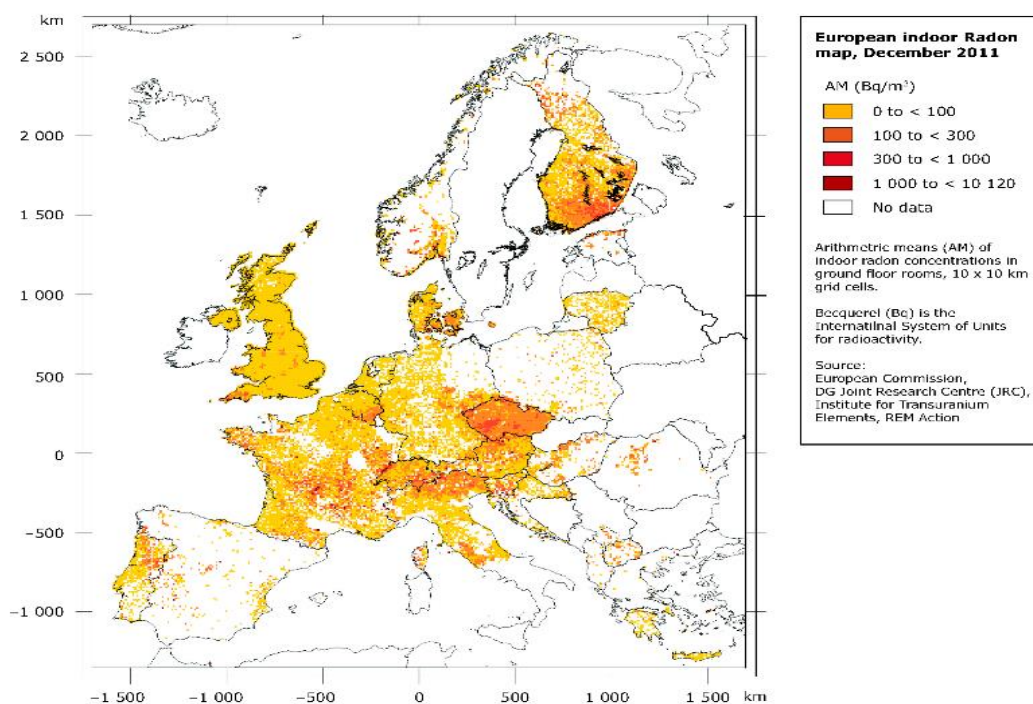 km
2 500
2 000
1 500
1 000
500
0
−500
−1 000
−1 500
−1 000
−500
0
500
1 000
1 500
km
European indoor Radon
map, December 2011
AM (Bq/m³)
0 to < 100
100 to < 300
300 to < 1 000
1 000 to < 10 120
No data
Arithmetric means (AM) of
indoor radon concentrations in
ground floor rooms, 10 x 10 km
grid cells.
Becquerel (Bq) is the
Internatilnal System of Units
for radioactivity.
Source:
European Commission,
DG Joint Research Centre (JRC),
Institute for Transuranium
Elements, REM Action